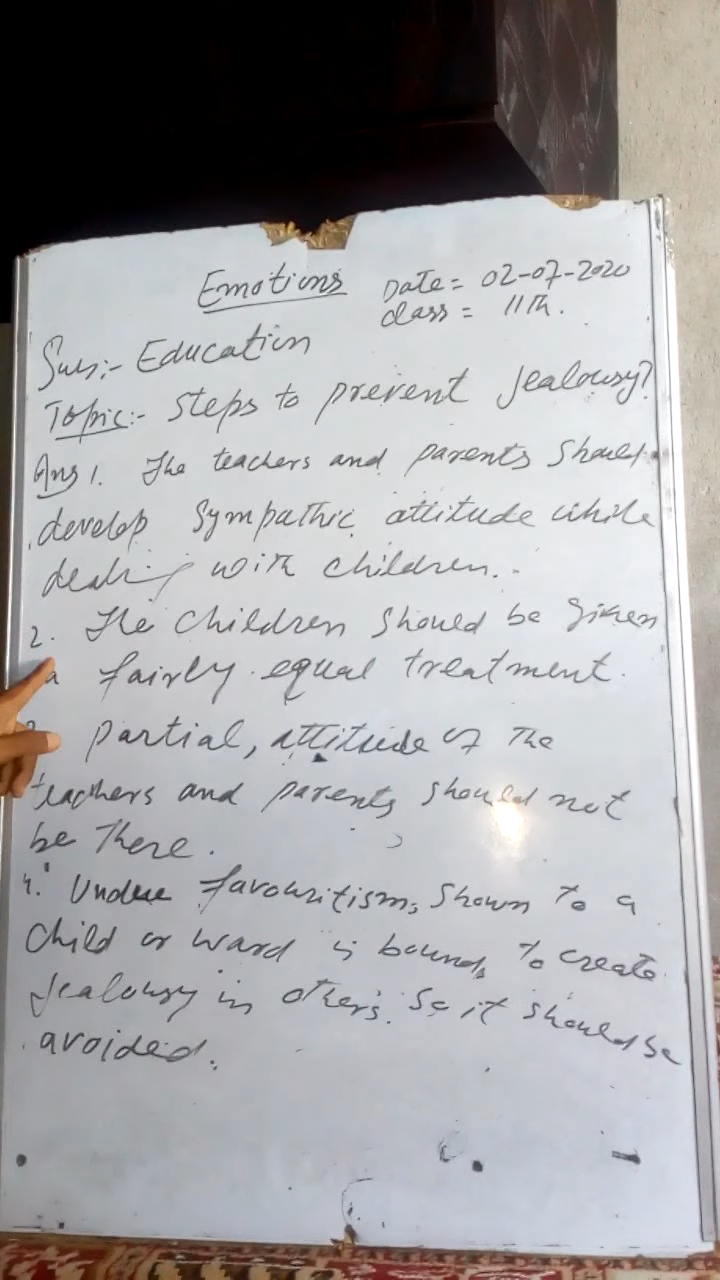 Emotions
Date = 02-07-2020
class = 11th.
Sub:- Education
Topic:- Steps to prevent Jealousy?
Ans 1. The teachers and parents should
develop Sympathic attitude while
dealing with children..
2. The children should be given
a fairly equal treatment.
partial, attitude of the
teachers and parents should not
be there.
4. Undue favouritism, shown to a
child or ward is bound, to create
Jealousy in others. So it should be
avoided.